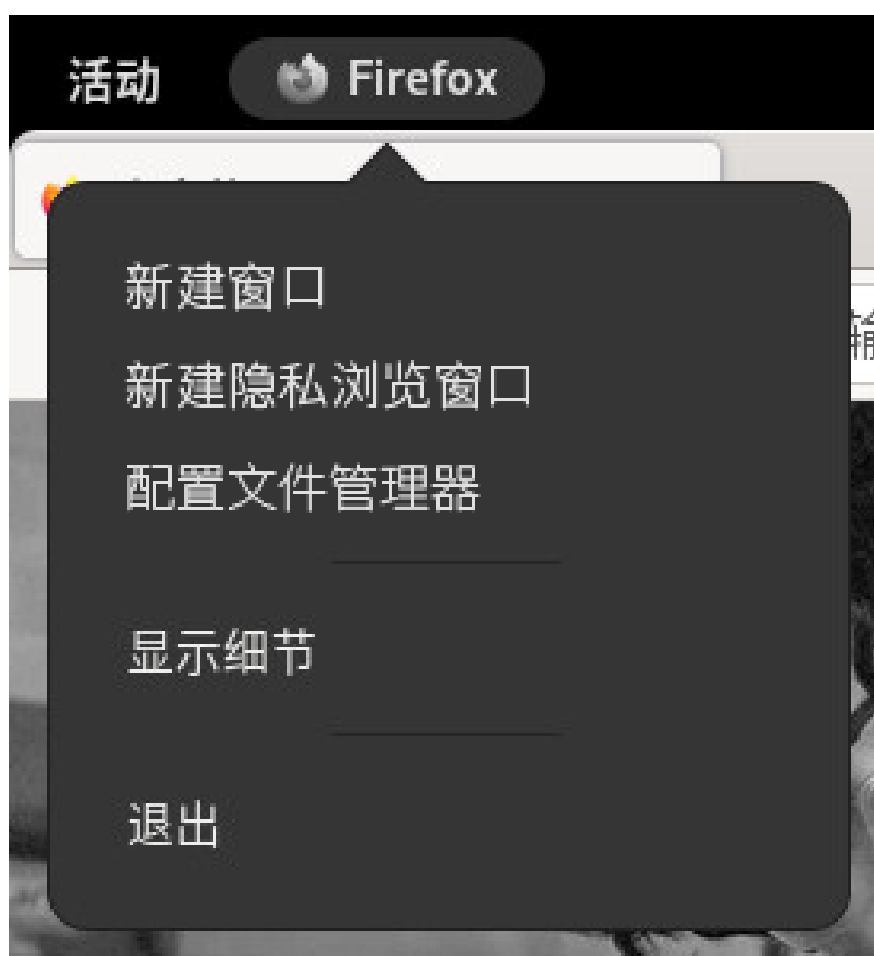 活动 Firefox
新建窗口
新建隐私浏览窗口
配置文件管理器
显示细节
退出